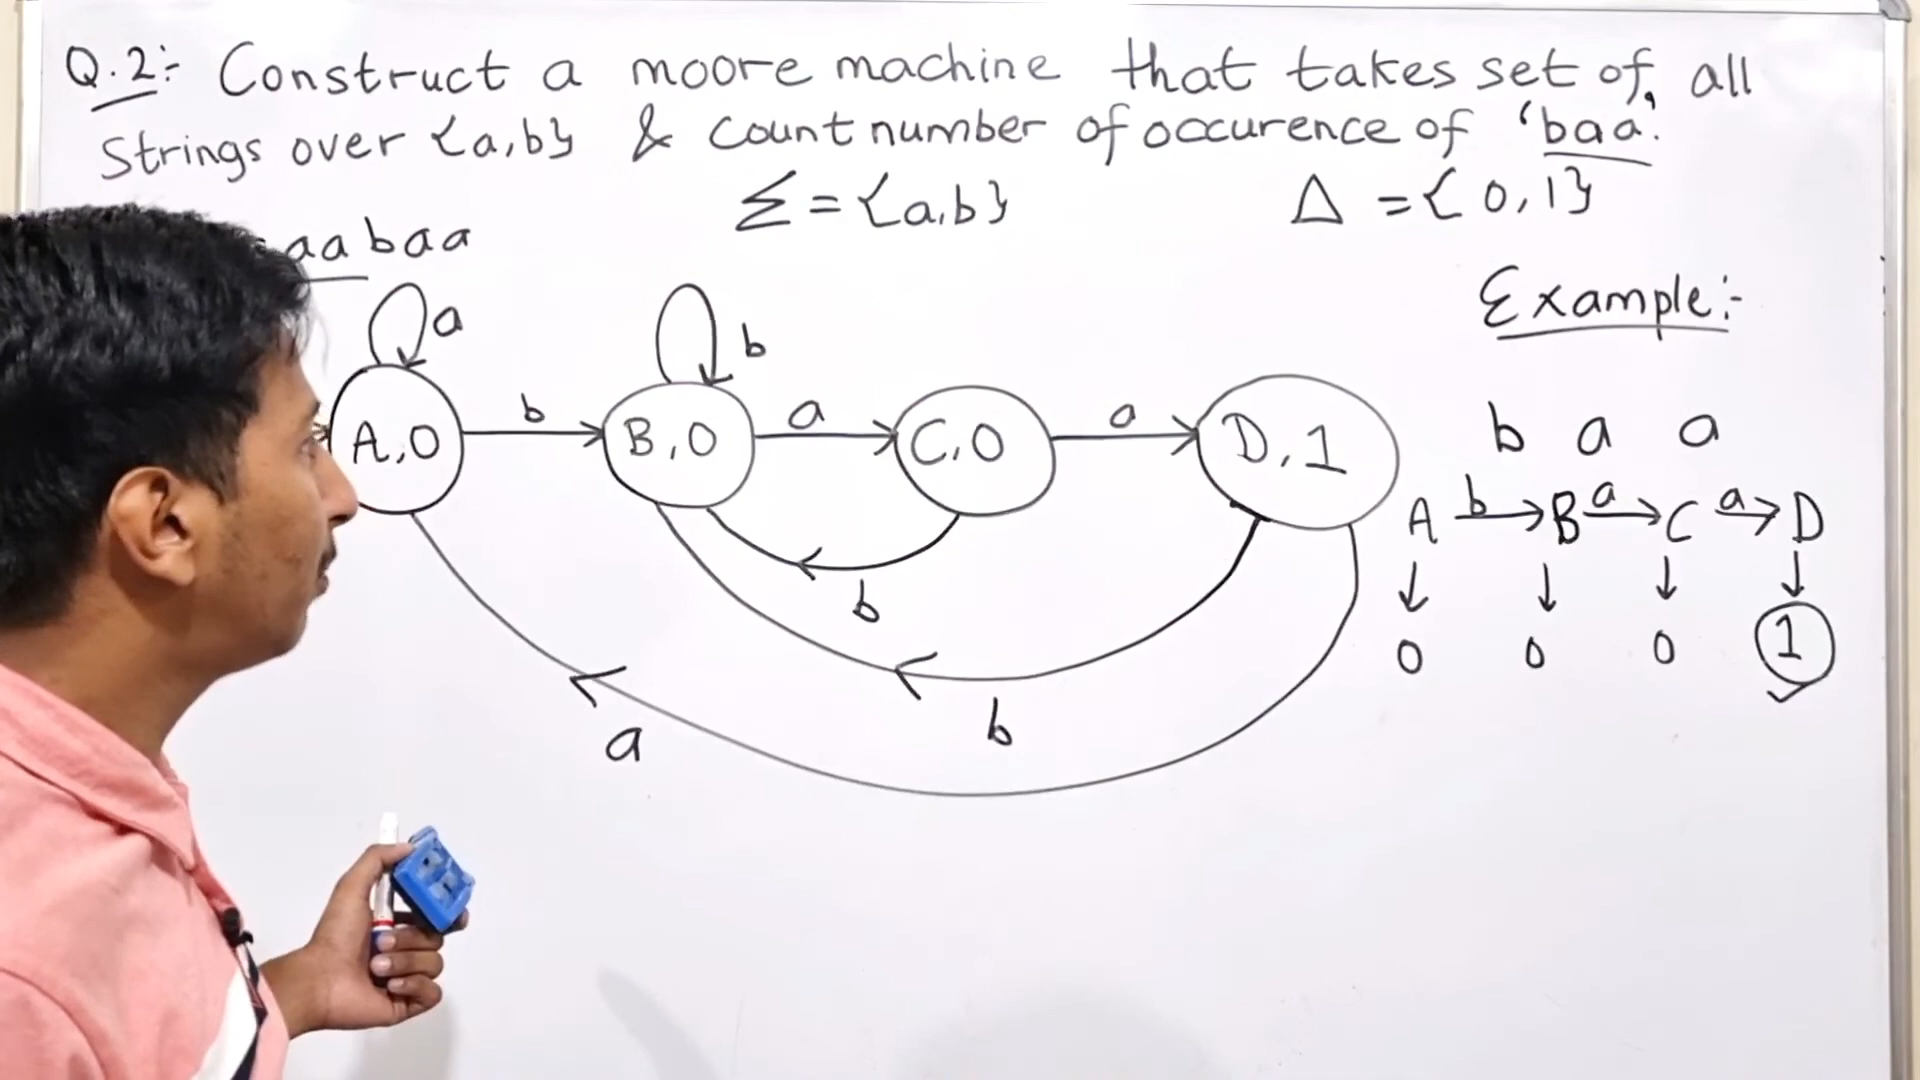 Q.2:- Construct a moore machine that takes set of all
Strings over {a,b} & count number of occurence of 'baa'.
Σ = {a,b} Δ = {0,1}
aabaa
Example:-
a b
A,0 b B,0 a C,0 a D,1
b a a
A b B a C a D
b
0 0 0 1
b
a